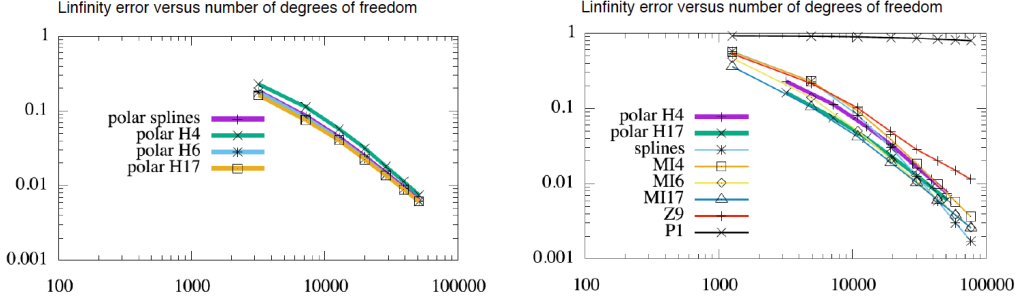 Linfinity error versus number of degrees of freedom
1
0.1
0.01
0.001
100
1000
10000
100000
polar splines
polar H4
polar H6
polar H17
Linfinity error versus number of degrees of freedom
1
0.1
0.01
0.001
100
1000
10000
100000
polar H4
polar H17
splines
MI4
MI6
MI17
Z9
P1